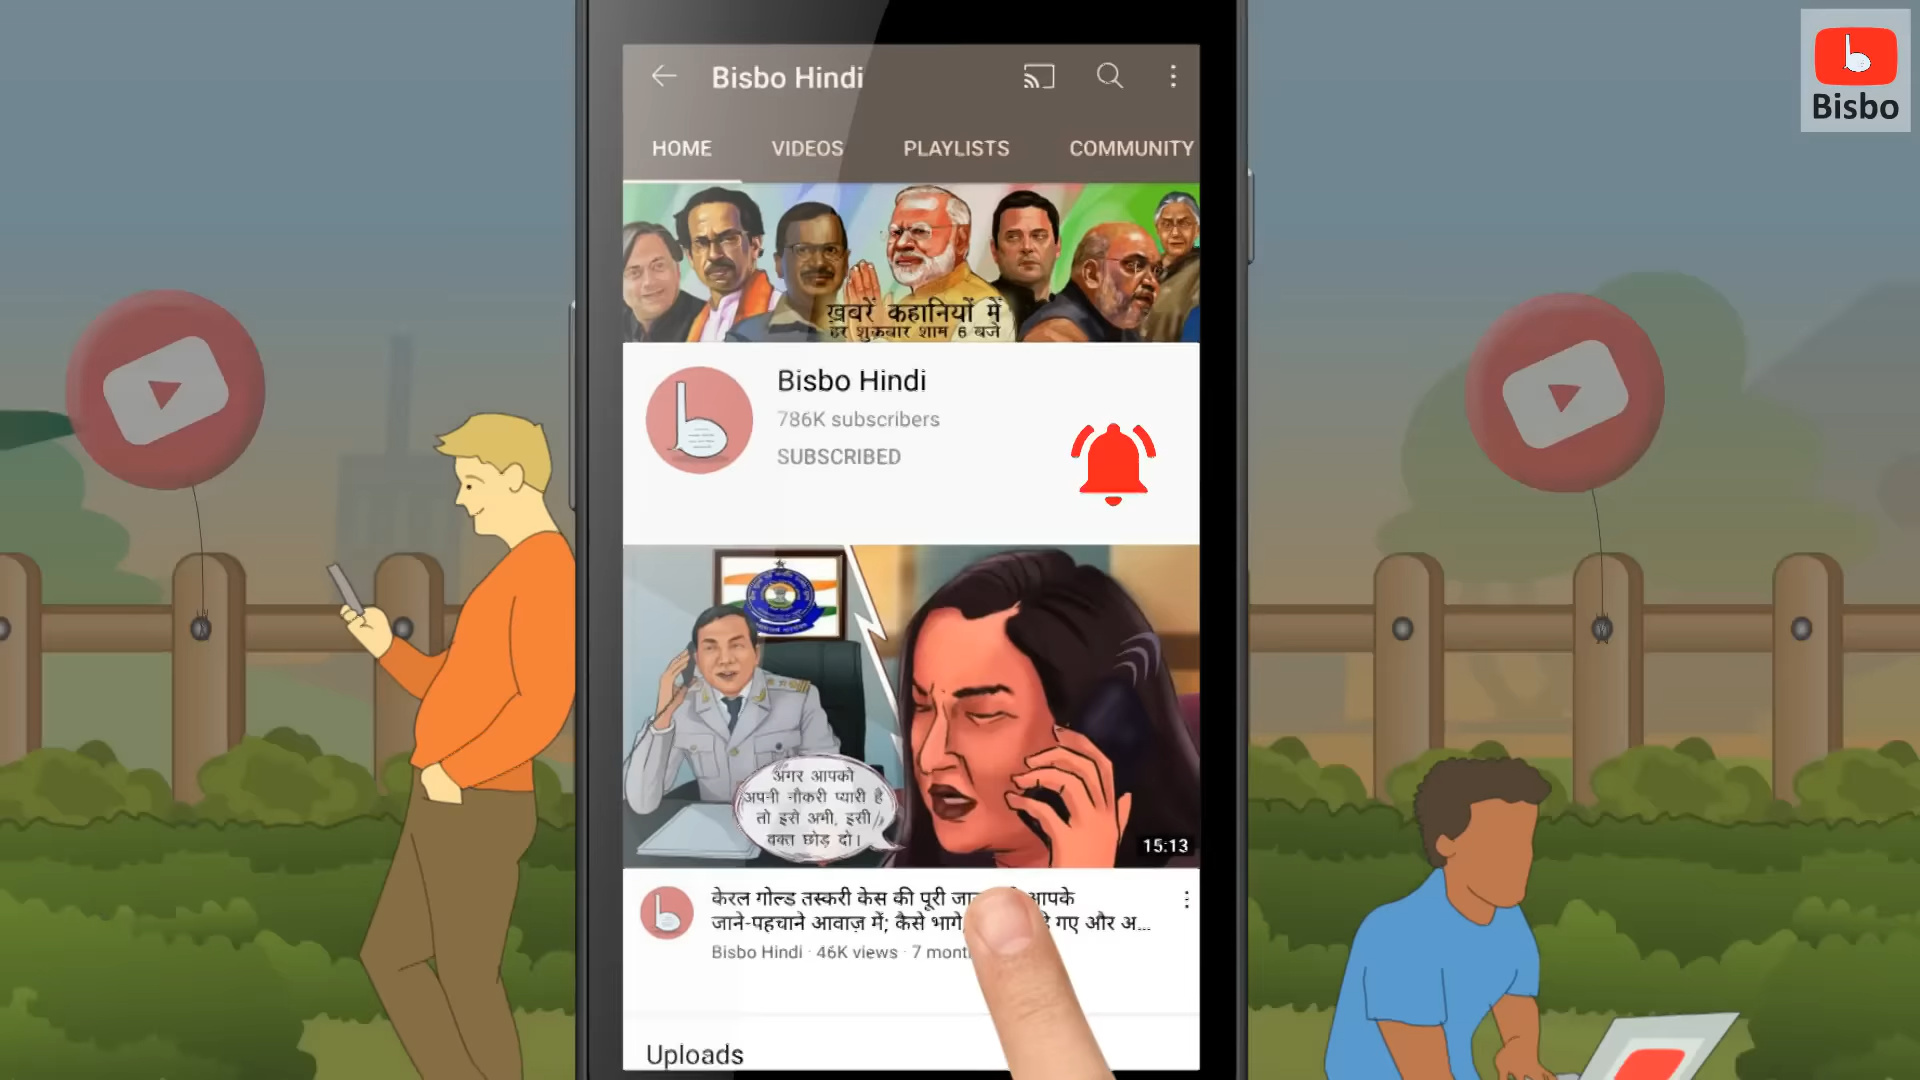 Bisbo
Bisbo Hindi
HOME VIDEOS PLAYLISTS COMMUNITY
ख़बरें कहानियों में
हर शुक्रवार शाम 6 बजे
Bisbo Hindi
786K subscribers
SUBSCRIBED
अगर आपको
अपनी नौकरी प्यारी है
तो इसे अभी, इसी
वक्त छोड़ दो।
15:13
केरल गोल्ड तस्करी केस की पूरी आपके
जाने-पहचाने आवाज़ में; कैसे भागे, गए और अ...
Bisbo Hindi · 46K views · 7
Uploads